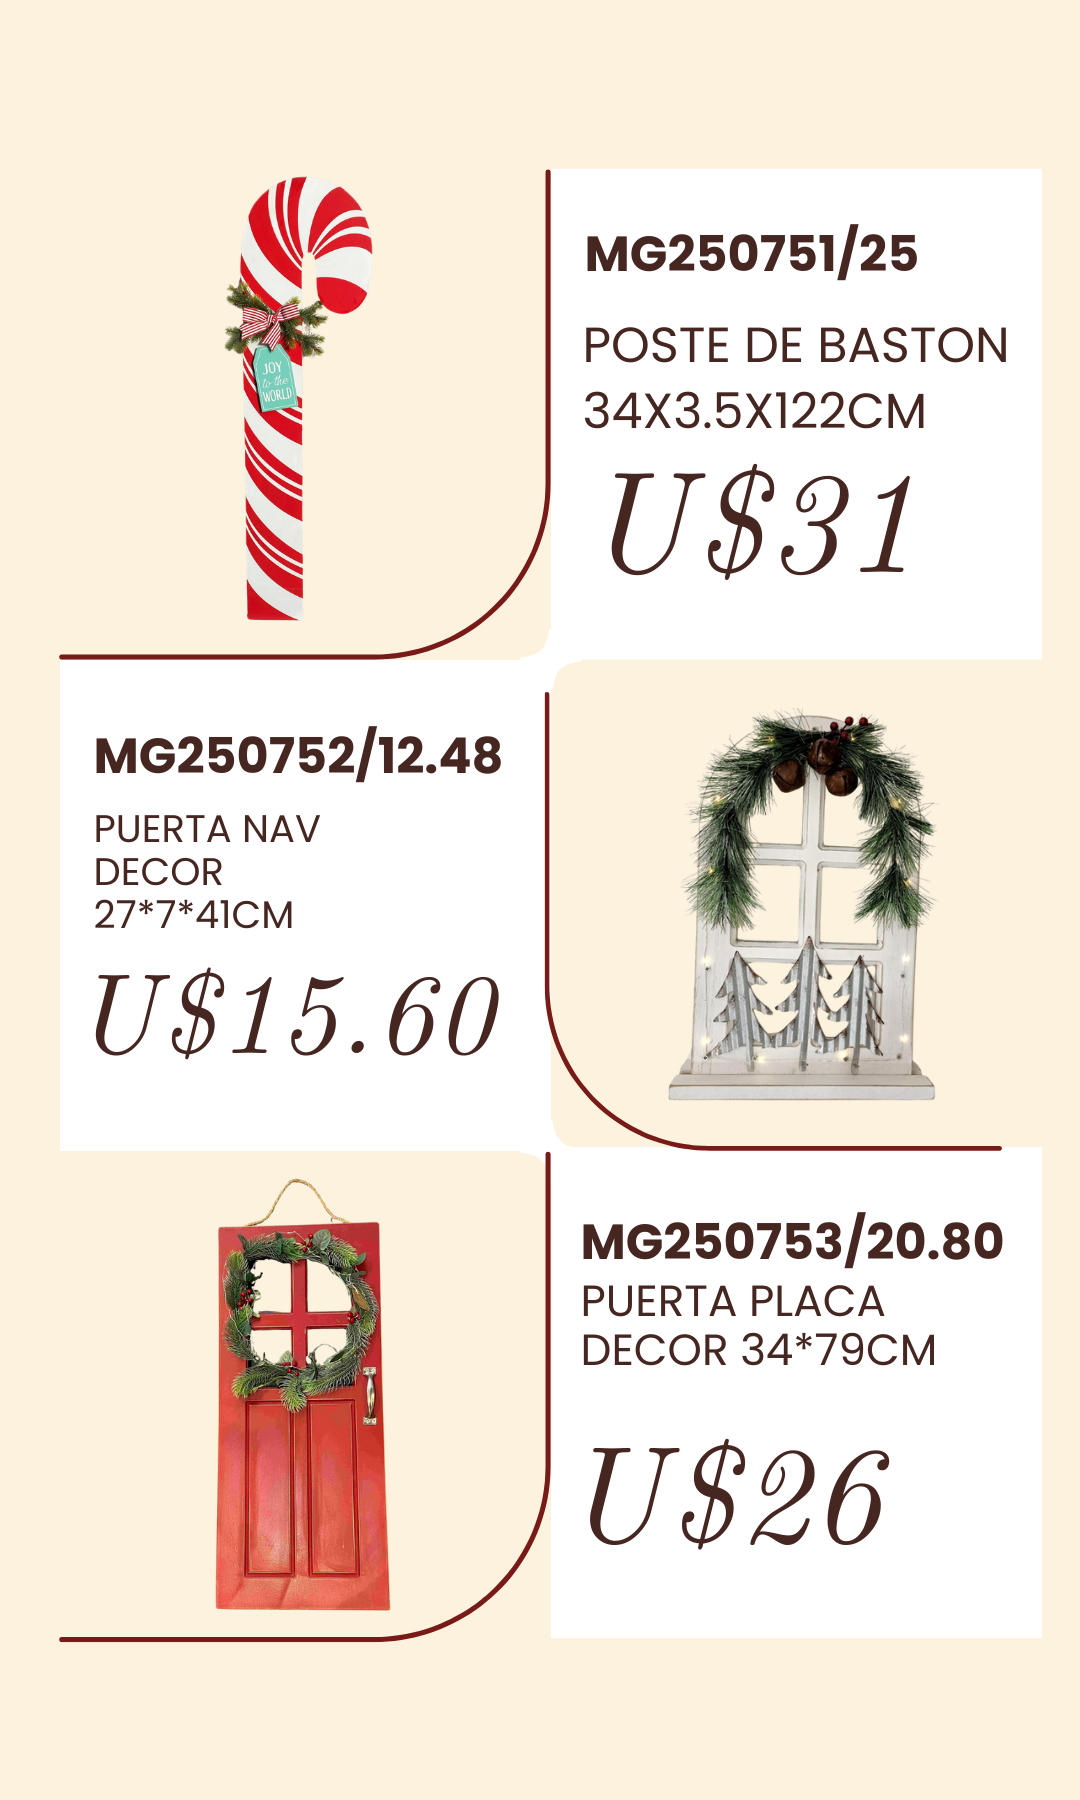 MG250751/25
POSTE DE BASTON
34X3.5X122CM
U$31
JOY
to the
WORLD
MG250752/12.48
PUERTA NAV
DECOR
27*7*41CM
U$15.60
MG250753/20.80
PUERTA PLACA
DECOR 34*79CM
U$26